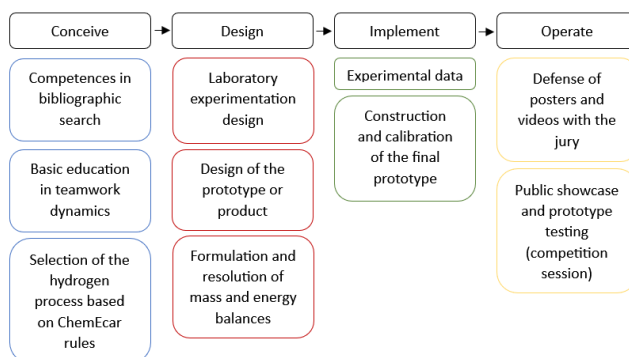 Conceive
Design
Implement
Operate
Competences in
bibliographic
search
Basic education
in teamwork
dynamics
Selection of the
hydrogen
process based
on ChemEcar
rules
Laboratory
experimentation
design
Design of the
prototype or
product
Formulation and
resolution of
mass and energy
balances
Experimental data
Construction
and calibration
of the final
prototype
Defense of
posters and
videos with the
jury
Public showcase
and prototype
testing
(competition
session)